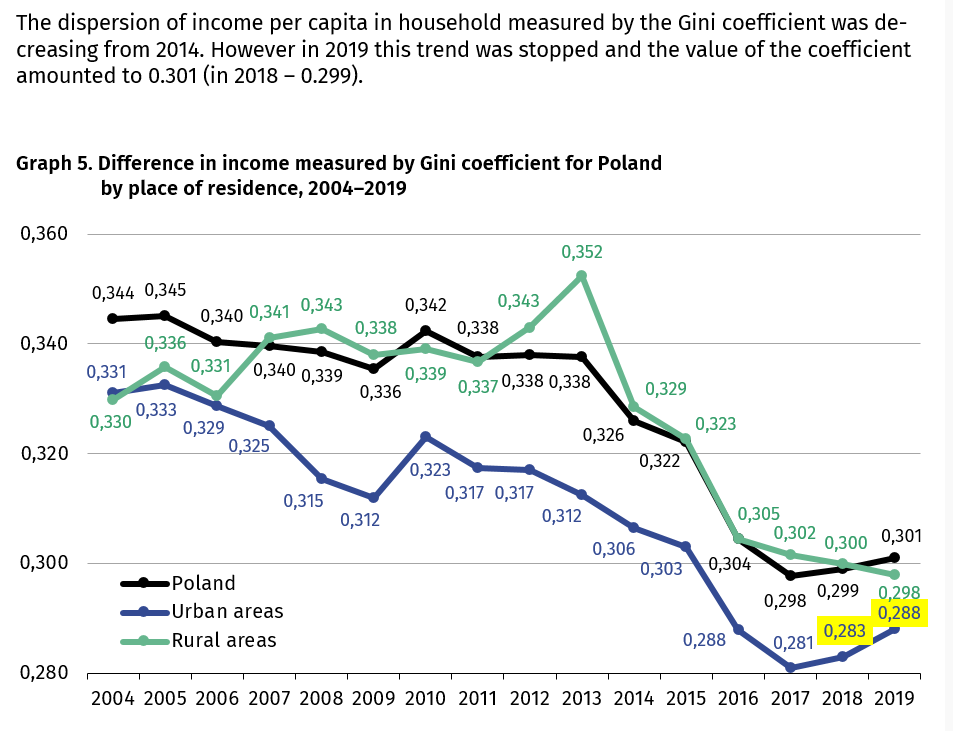 The dispersion of income per capita in household measured by the Gini coefficient was de-
creasing from 2014. However in 2019 this trend was stopped and the value of the coefficient
amounted to 0.301 (in 2018 – 0.299).
Graph 5. Difference in income measured by Gini coefficient for Poland
by place of residence, 2004–2019
0,360
0,352
0,344 0,345
0,340 0,341 0,343 0,338 0,342 0,338 0,343
0,340
0,336
0,331 0,331 0,340 0,339 0,336 0,339 0,337 0,338 0,338 0,329
0,330 0,333 0,329 0,325 0,326 0,323
0,320
0,322
0,315 0,312 0,323 0,317 0,317 0,312
0,305 0,302 0,300 0,301
0,306 0,303 0,304
0,300
Poland
0,298 0,299 0,298
Urban areas
0,288
Rural areas
0,288 0,281 0,283
0,280
2004 2005 2006 2007 2008 2009 2010 2011 2012 2013 2014 2015 2016 2017 2018 2019